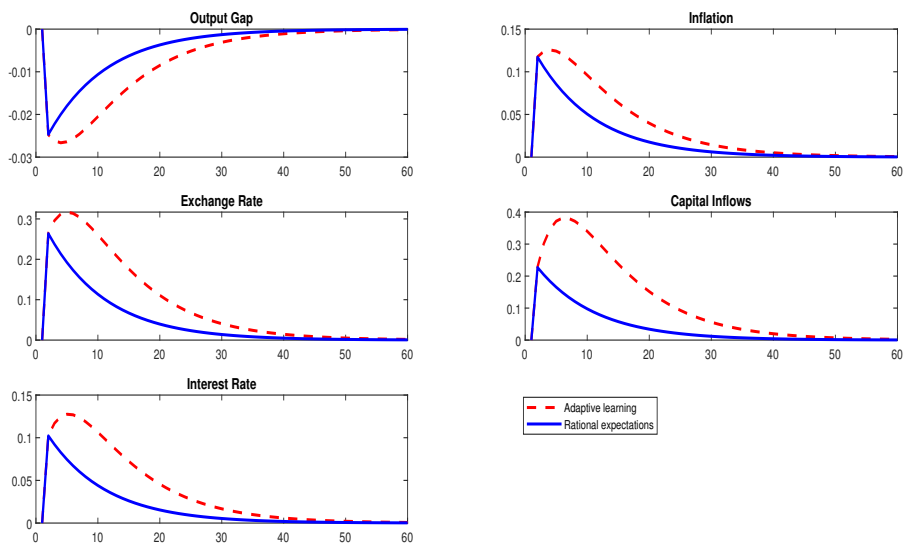 Output Gap
0
-0.01
-0.02
-0.03
0 10 20 30 40 50 60
Inflation
0.15
0.1
0.05
0
0 10 20 30 40 50 60
Exchange Rate
0.3
0.2
0.1
0
0 10 20 30 40 50 60
Capital Inflows
0.4
0.3
0.2
0.1
0
0 10 20 30 40 50 60
Interest Rate
0.15
0.1
0.05
0
0 10 20 30 40 50 60
Adaptive learning
Rational expectations